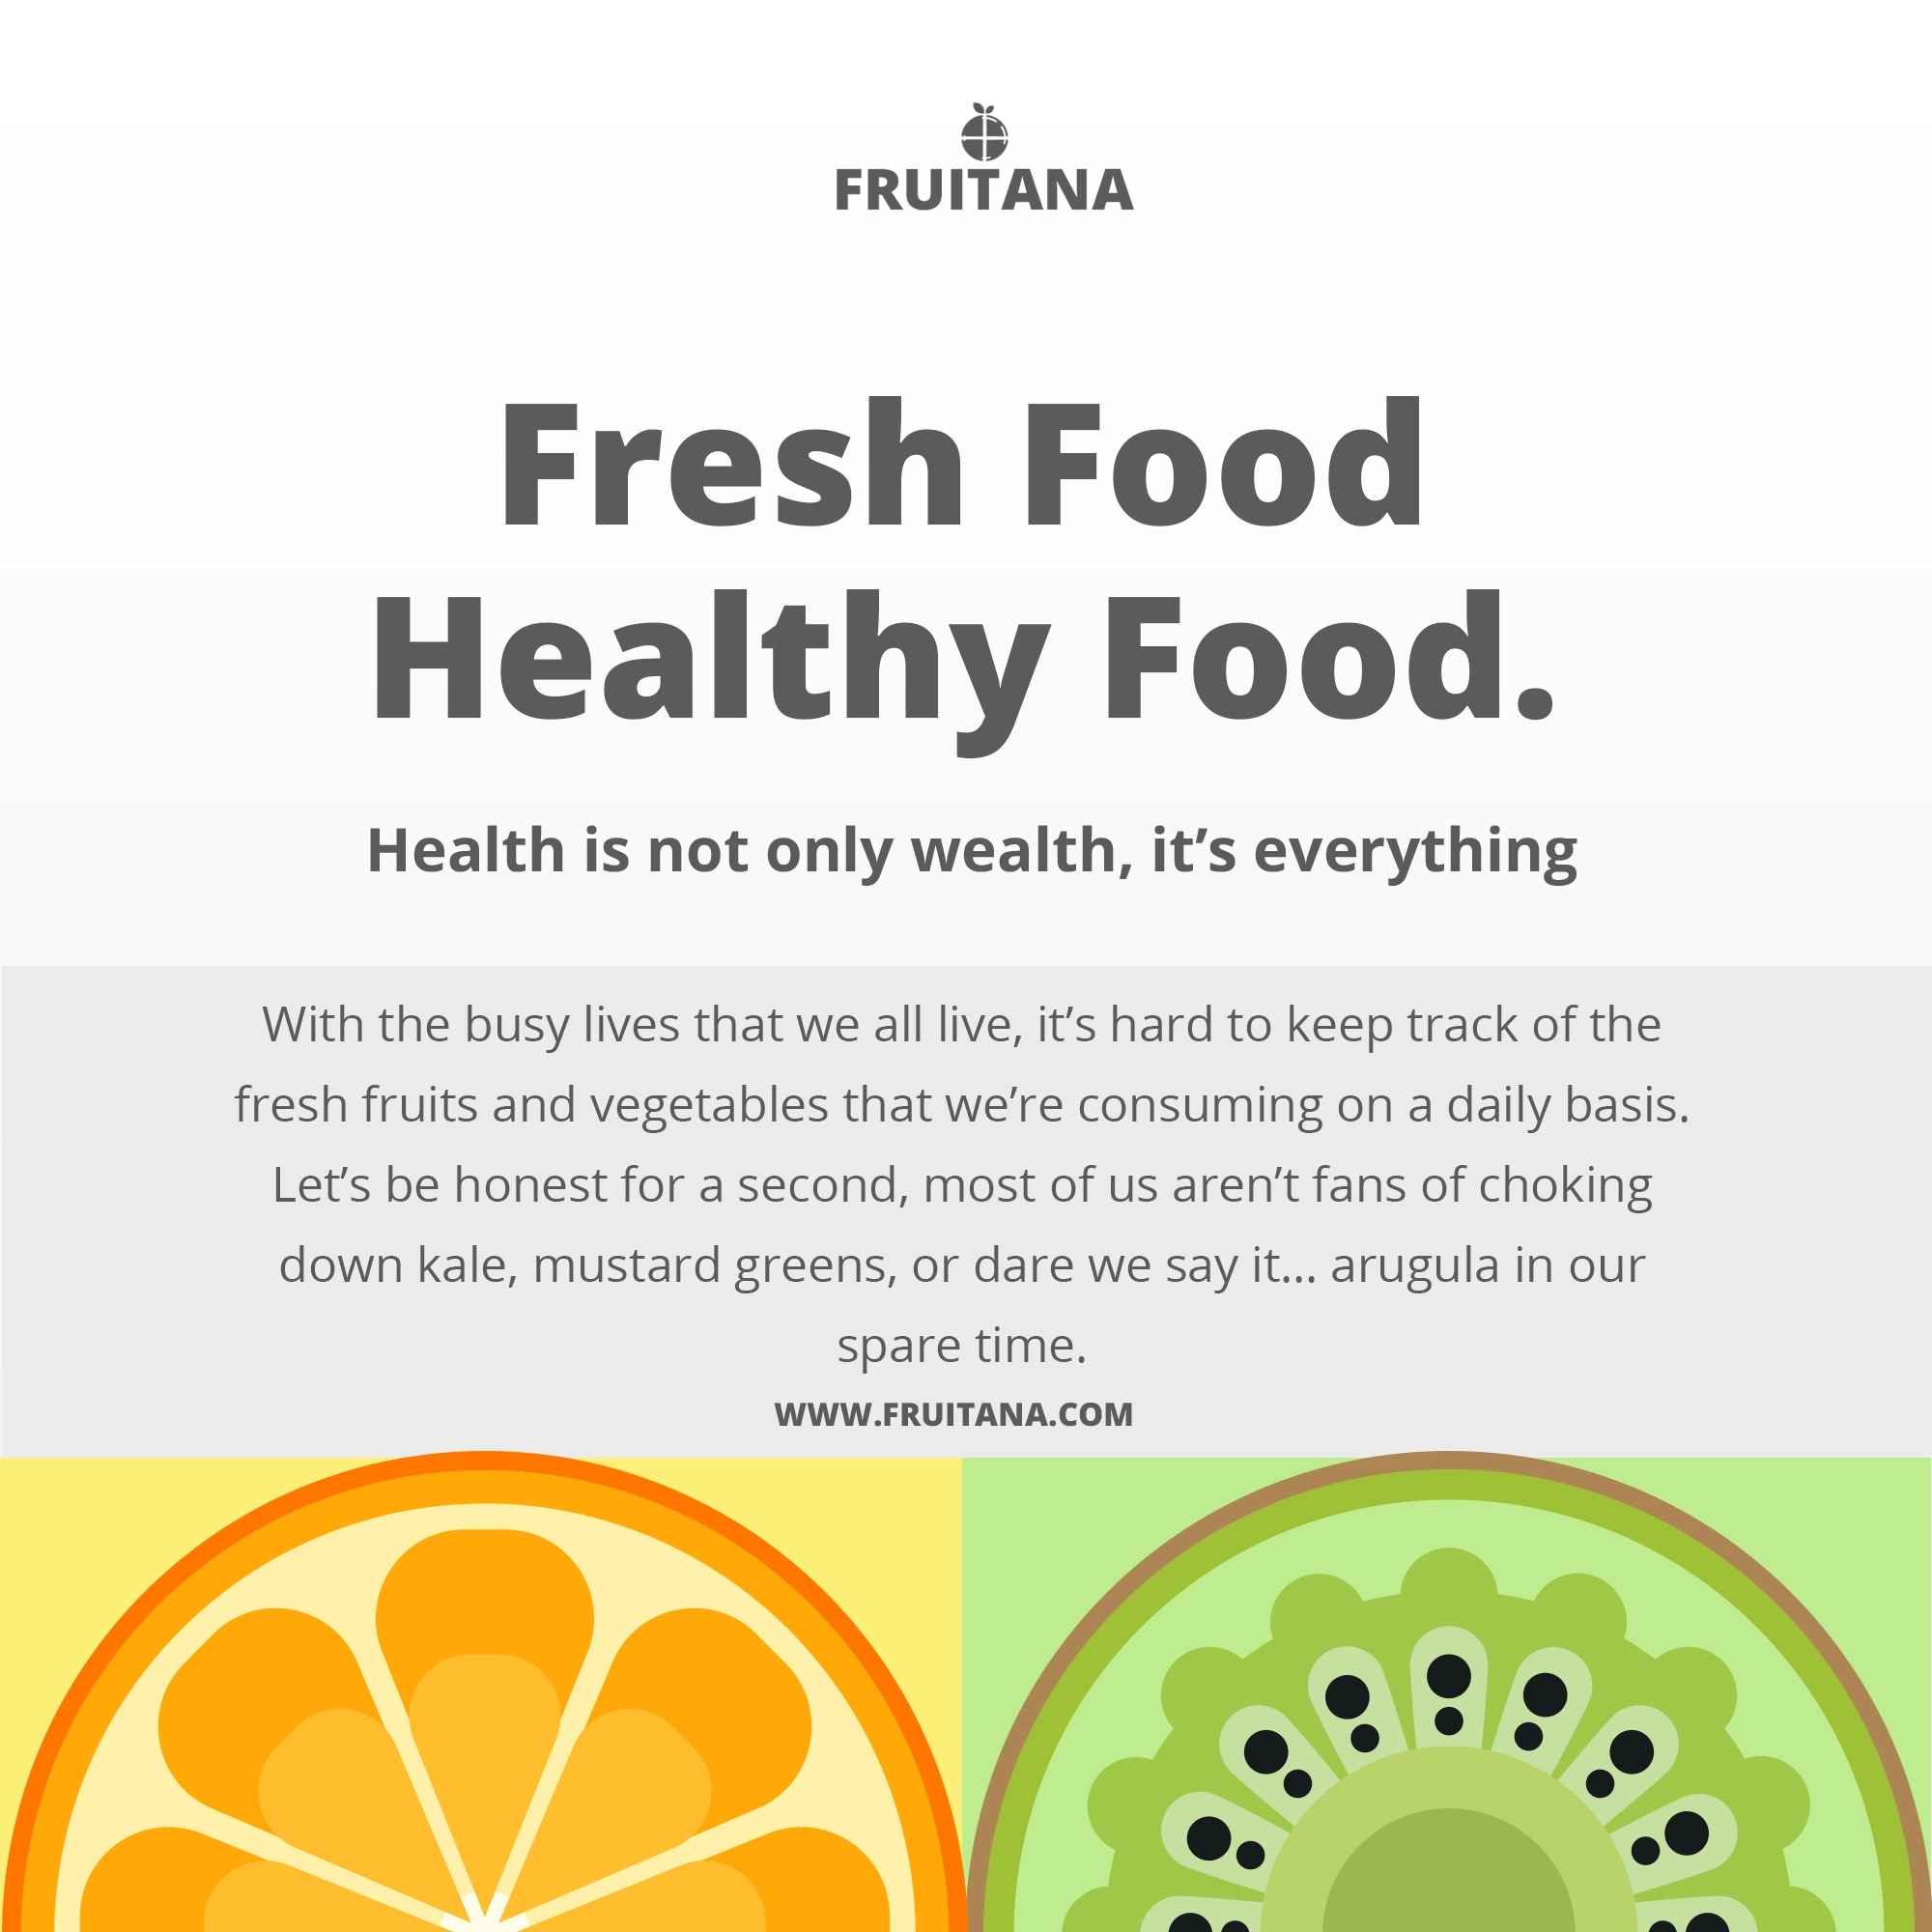 FRUITANA
Fresh Food
Healthy Food.
Health is not only wealth, it’s everything
With the busy lives that we all live, it’s hard to keep track of the
fresh fruits and vegetables that we’re consuming on a daily basis.
Let’s be honest for a second, most of us aren’t fans of choking
down kale, mustard greens, or dare we say it... arugula in our
spare time.
WWW.FRUITANA.COM